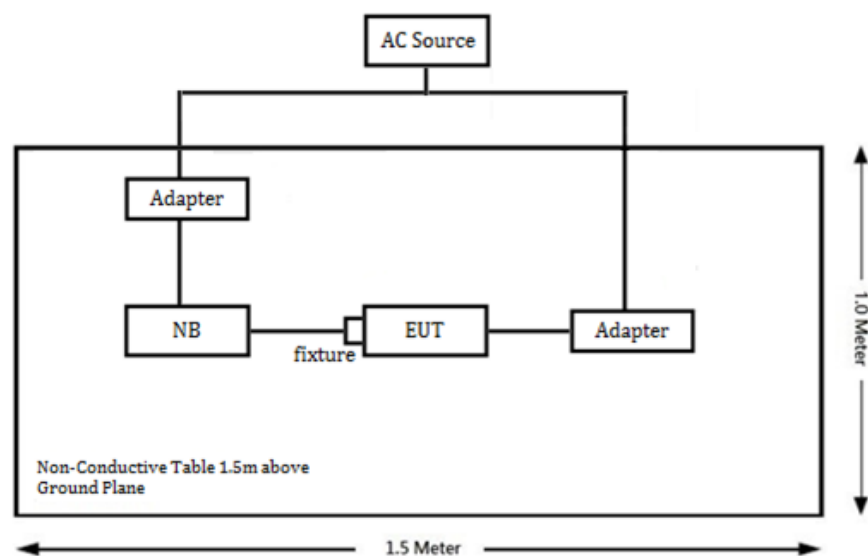 AC Source
Adapter
NB
fixture
EUT
Adapter
1.0 Meter
Non-Conductive Table 1.5m above
Ground Plane
1.5 Meter